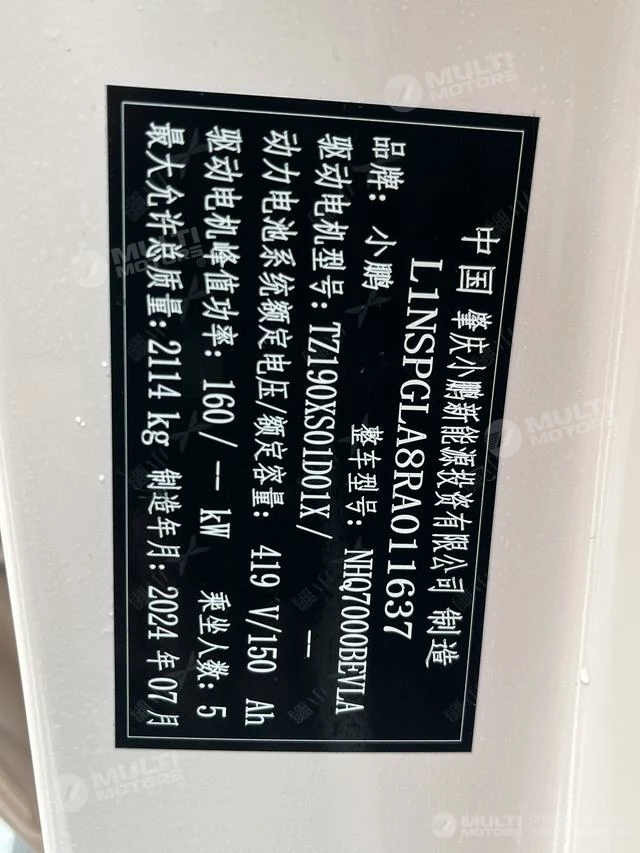 中国 肇庆小鹏新能源投资有限公司 制造
L1NSPGLA8RA011637
品牌：小鹏 整车型号：NHQ7000BEVLA
驱动电机型号：TZ190XS01D01X/ --
动力电池系统额定电压/额定容量：419 V/150 Ah
驱动电机峰值功率：160/ -- kW 乘坐人数：5
最大允许总质量：2114 kg 制造年月：2024 年 07 月
MULTI MOTORS